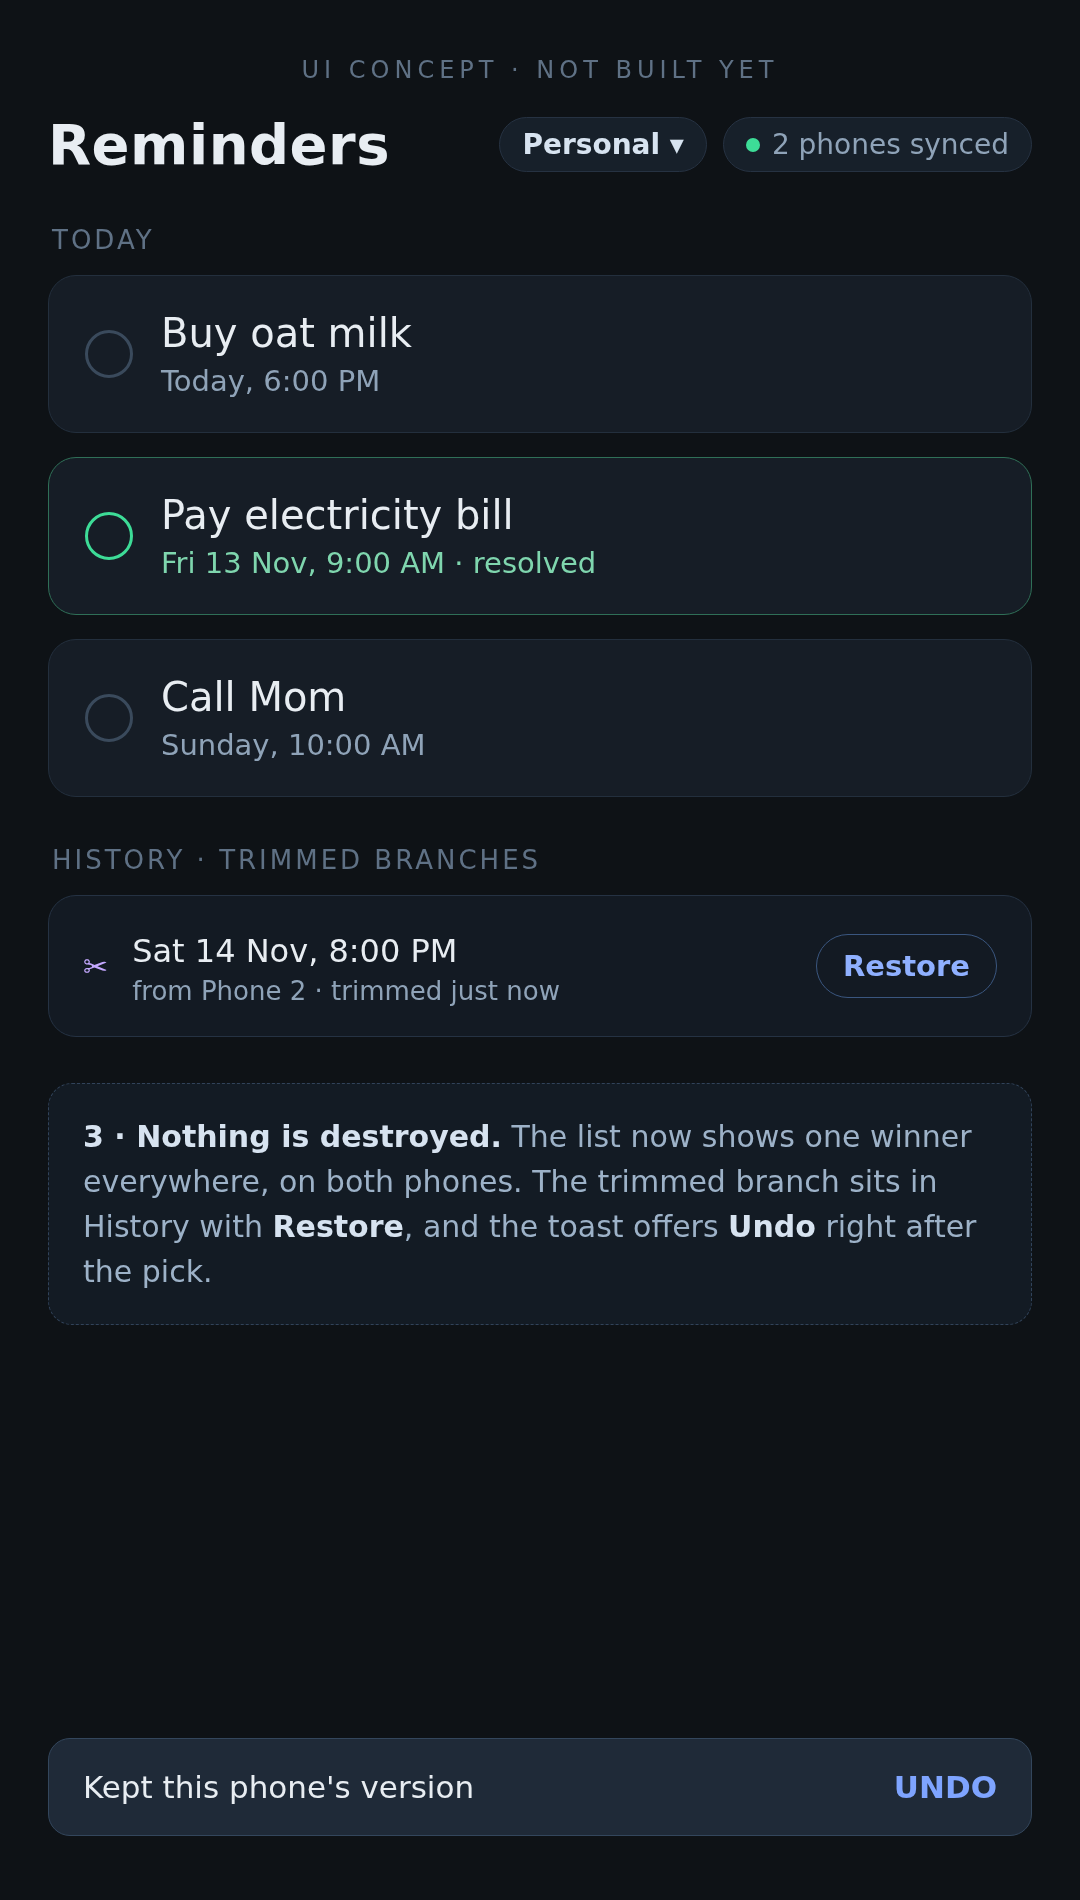 UI CONCEPT · NOT BUILT YET
Reminders
Personal ▾
2 phones synced
TODAY
Buy oat milk
Today, 6:00 PM
Pay electricity bill
Fri 13 Nov, 9:00 AM · resolved
Call Mom
Sunday, 10:00 AM
HISTORY · TRIMMED BRANCHES
Sat 14 Nov, 8:00 PM
from Phone 2 · trimmed just now
Restore
3 · Nothing is destroyed. The list now shows one winner
everywhere, on both phones. The trimmed branch sits in
History with Restore, and the toast offers Undo right after
the pick.
Kept this phone's version
UNDO